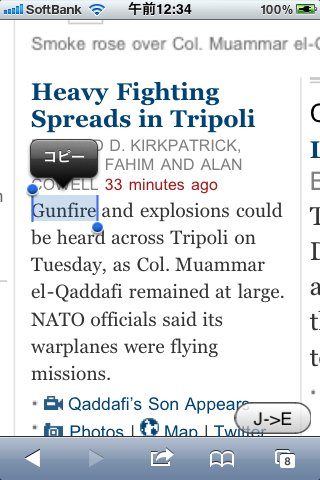 SoftBank 午前12:34 100%
Smoke rose over Col. Muammar el-Q
Heavy Fighting
Spreads in Tripoli
D D. KIRKPATRICK,
コピー
FAHIM AND ALAN
COWELL 33 minutes ago
Gunfire and explosions could
be heard across Tripoli on
Tuesday, as Col. Muammar
el-Qaddafi remained at large.
NATO officials said its
warplanes were flying
missions.
Qaddafi's Son Appears
J->E
Photos | Map | Twitter
8